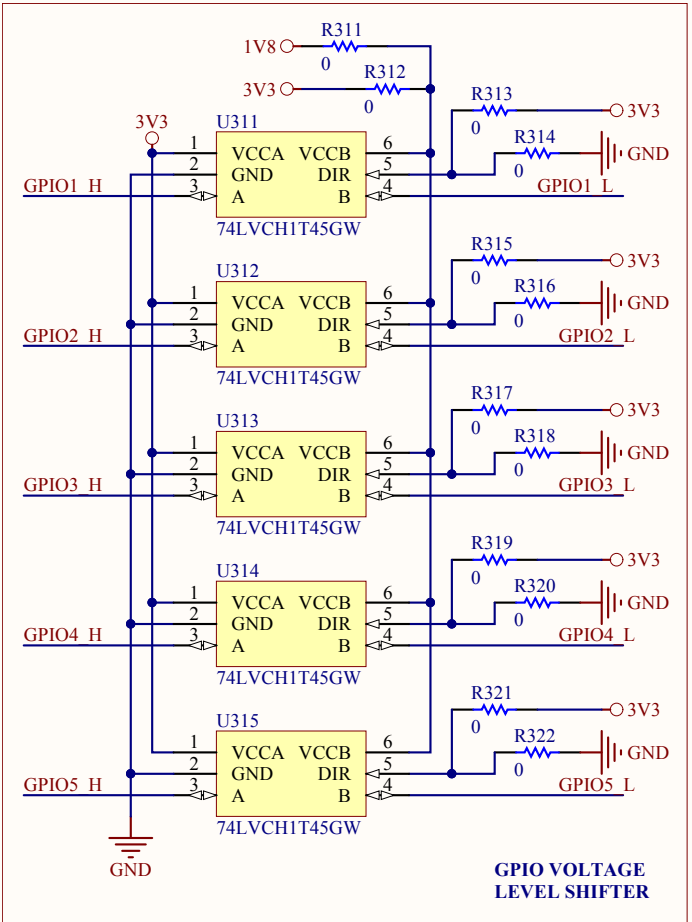 R311
1V8
0
R312
3V3
0
R313
3V3
0
R314
GND
0
3V3
U311
1 VCCA VCCB 6
2 GND DIR 5
GPIO1_H 3 A B 4 GPIO1_L
74LVCH1T45GW
R315
3V3
0
R316
GND
0
U312
1 VCCA VCCB 6
2 GND DIR 5
GPIO2_H 3 A B 4 GPIO2_L
74LVCH1T45GW
R317
3V3
0
R318
GND
0
U313
1 VCCA VCCB 6
2 GND DIR 5
GPIO3_H 3 A B 4 GPIO3_L
74LVCH1T45GW
R319
3V3
0
R320
GND
0
U314
1 VCCA VCCB 6
2 GND DIR 5
GPIO4_H 3 A B 4 GPIO4_L
74LVCH1T45GW
R321
3V3
0
R322
GND
0
U315
1 VCCA VCCB 6
2 GND DIR 5
GPIO5_H 3 A B 4 GPIO5_L
74LVCH1T45GW
GND
GPIO VOLTAGE
LEVEL SHIFTER